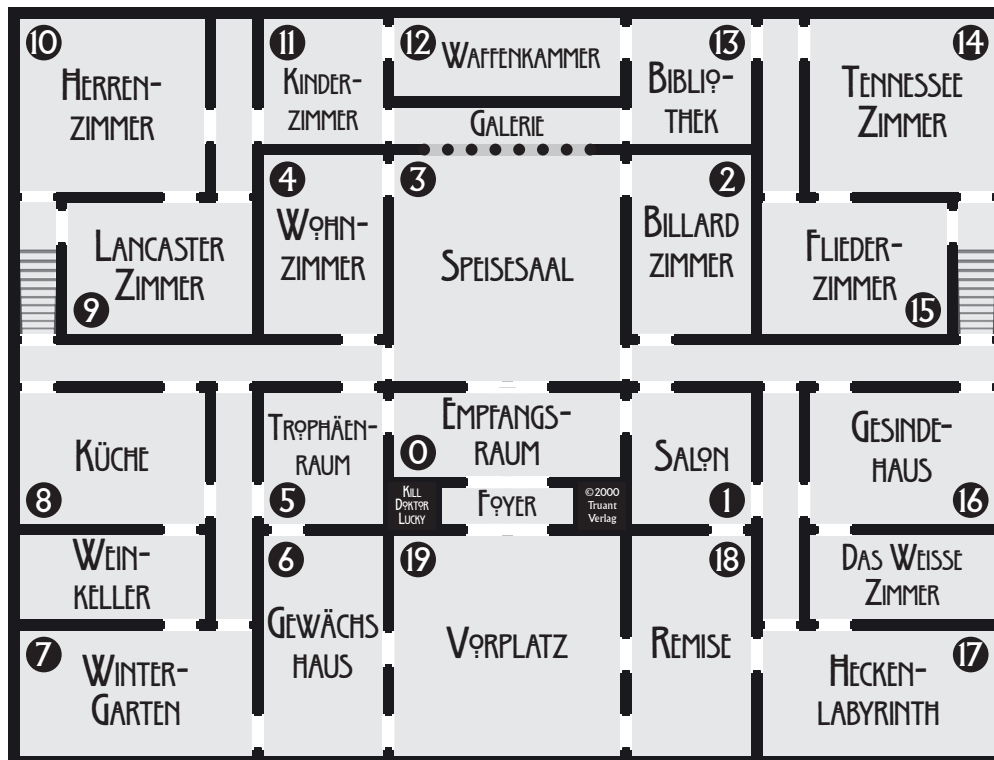 10
HERREN-
ZIMMER
11
KINDER-
ZIMMER
12
WAFFENKAMMER
GALERIE
13
BIBLIO-
THEK
14
TENNESSEE
ZIMMER
9
LANCASTER
ZIMMER
4
WOHN-
ZIMMER
3
SPEISESAAL
2
BILLARD
ZIMMER
FLIEDER-
ZIMMER
15
KÜCHE
8
TROPHÄEN-
RAUM
5
EMPFANGS-
RAUM
0
KILL
DOKTOR
LUCKY
FOYER
©2000
Truant
Verlag
SALON
1
GESINDE-
HAUS
16
WEIN-
KELLER
6
GEWÄCHS
HAUS
19
VORPLATZ
18
REMISE
DAS WEISSE
ZIMMER
7
WINTER-
GARTEN
17
HECKEN-
LABYRINTH